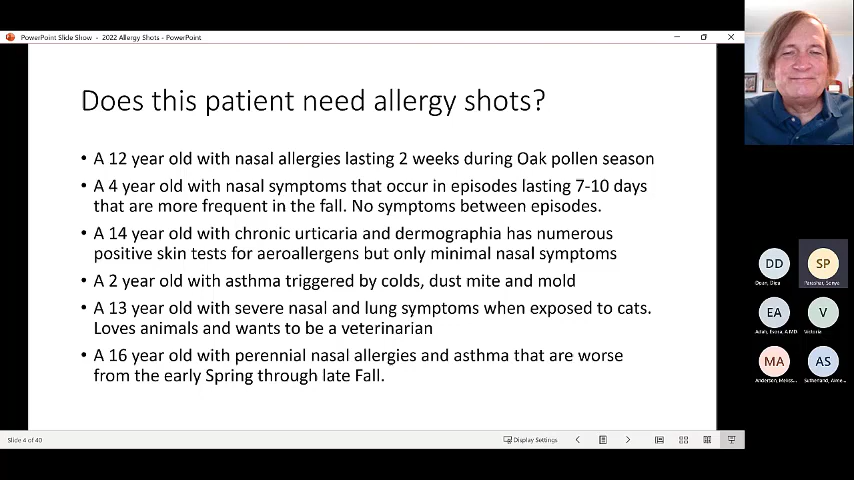 PowerPoint Slide Show - 2022 Allergy Shots - PowerPoint
Does this patient need allergy shots?
• A 12 year old with nasal allergies lasting 2 weeks during Oak pollen season
• A 4 year old with nasal symptoms that occur in episodes lasting 7-10 days
that are more frequent in the fall. No symptoms between episodes.
• A 14 year old with chronic urticaria and dermographia has numerous
positive skin tests for aeroallergens but only minimal nasal symptoms
• A 2 year old with asthma triggered by colds, dust mite and mold
• A 13 year old with severe nasal and lung symptoms when exposed to cats.
Loves animals and wants to be a veterinarian
• A 16 year old with perennial nasal allergies and asthma that are worse
from the early Spring through late Fall.
Slide 4 of 40
Display Settings
DD
SP
Parashar, Sonya
EA
V
Victoria
MA
AS
Anderson, Meliss...
Sutherland, Aime...